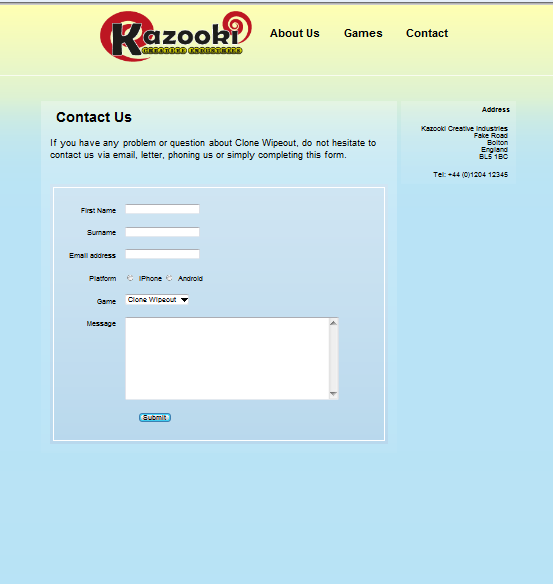 Kazooki
CREATIVE INDUSTRIES
About Us
Games
Contact
Contact Us
If you have any problem or question about Clone Wipeout, do not hesitate to
contact us via email, letter, phoning us or simply completing this form.
First Name
Surname
Email address
Platform
IPhone
Android
Game
Clone Wipeout
Message
Submit
Address
Kazooki Creative Industries
Fake Road
Bolton
England
BL5 1BC
Tel: +44 (0)1204 12345